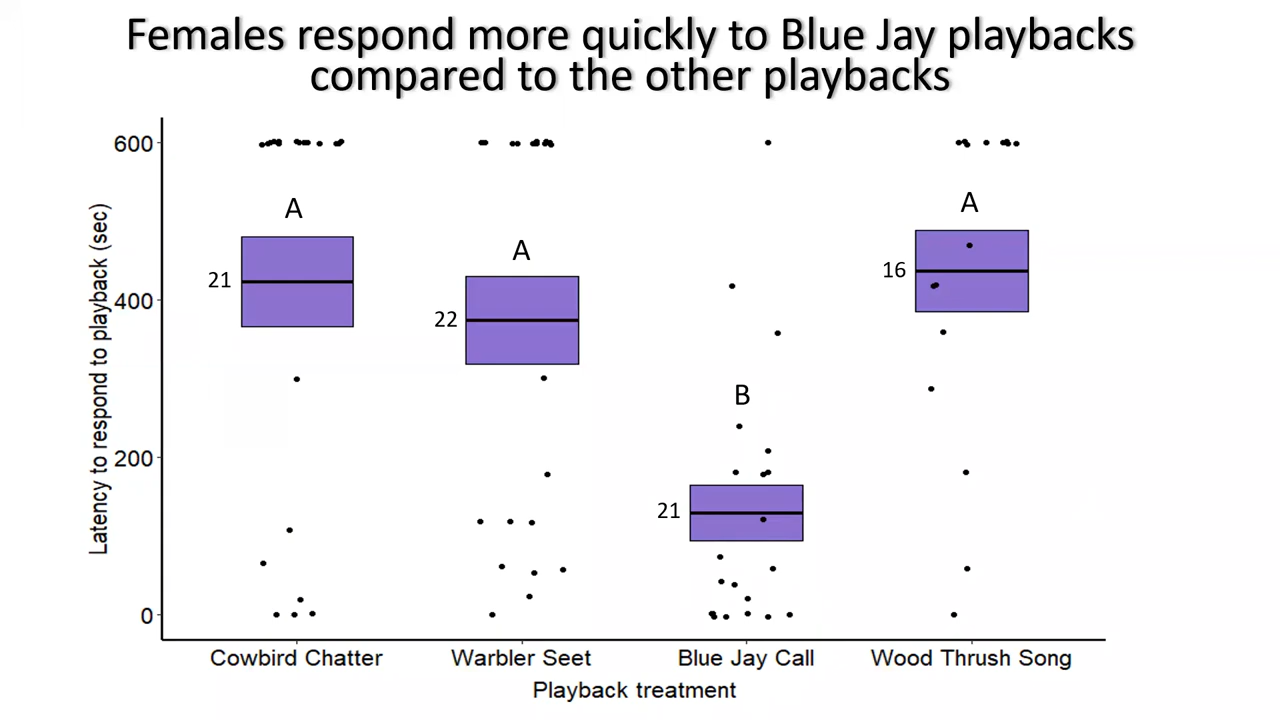 Females respond more quickly to Blue Jay playbacks
compared to the other playbacks
Latency to respond to playback (sec)
600
400
200
0
A
21
A
22
B
21
A
16
Cowbird Chatter
Warbler Seet
Blue Jay Call
Wood Thrush Song
Playback treatment